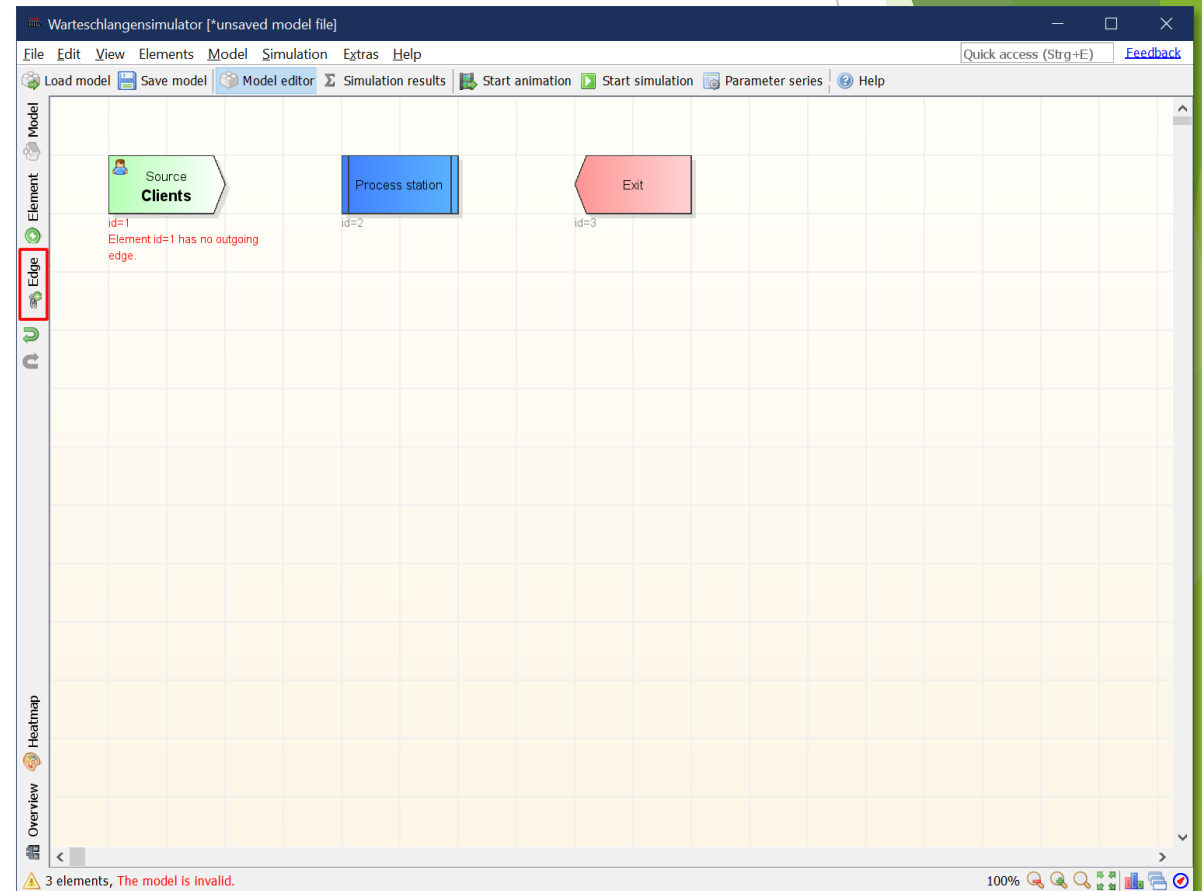 Warteschlangensimulator [*unsaved model file]
File Edit View Elements Model Simulation Extras Help
Quick access (Strg+E) Feedback
Load model Save model Model editor Σ Simulation results Start animation Start simulation Parameter series Help
Model
Element
Edge
Heatmap
Overview
Source
Clients
id=1
Element id=1 has no outgoing
edge.
Process station
id=2
Exit
id=3
3 elements, The model is invalid.
100%